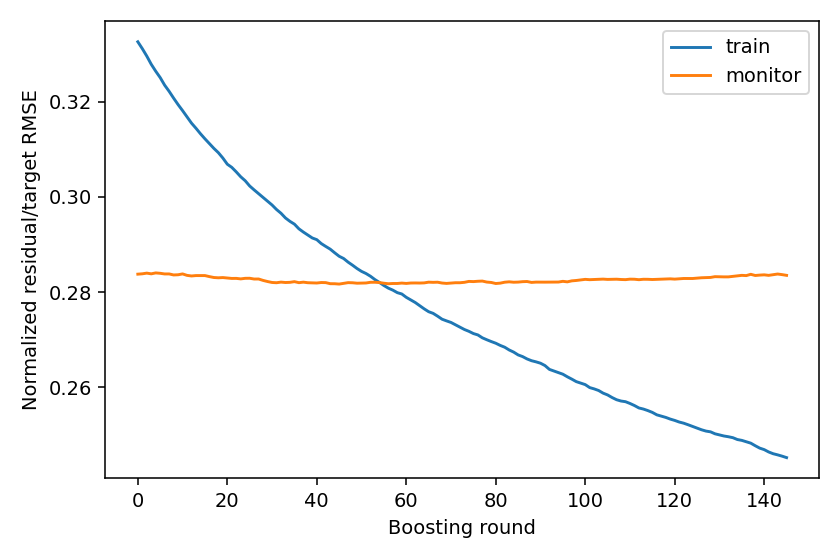 train
monitor
Normalized residual/target RMSE
0.32
0.30
0.28
0.26
0 20 40 60 80 100 120 140
Boosting round